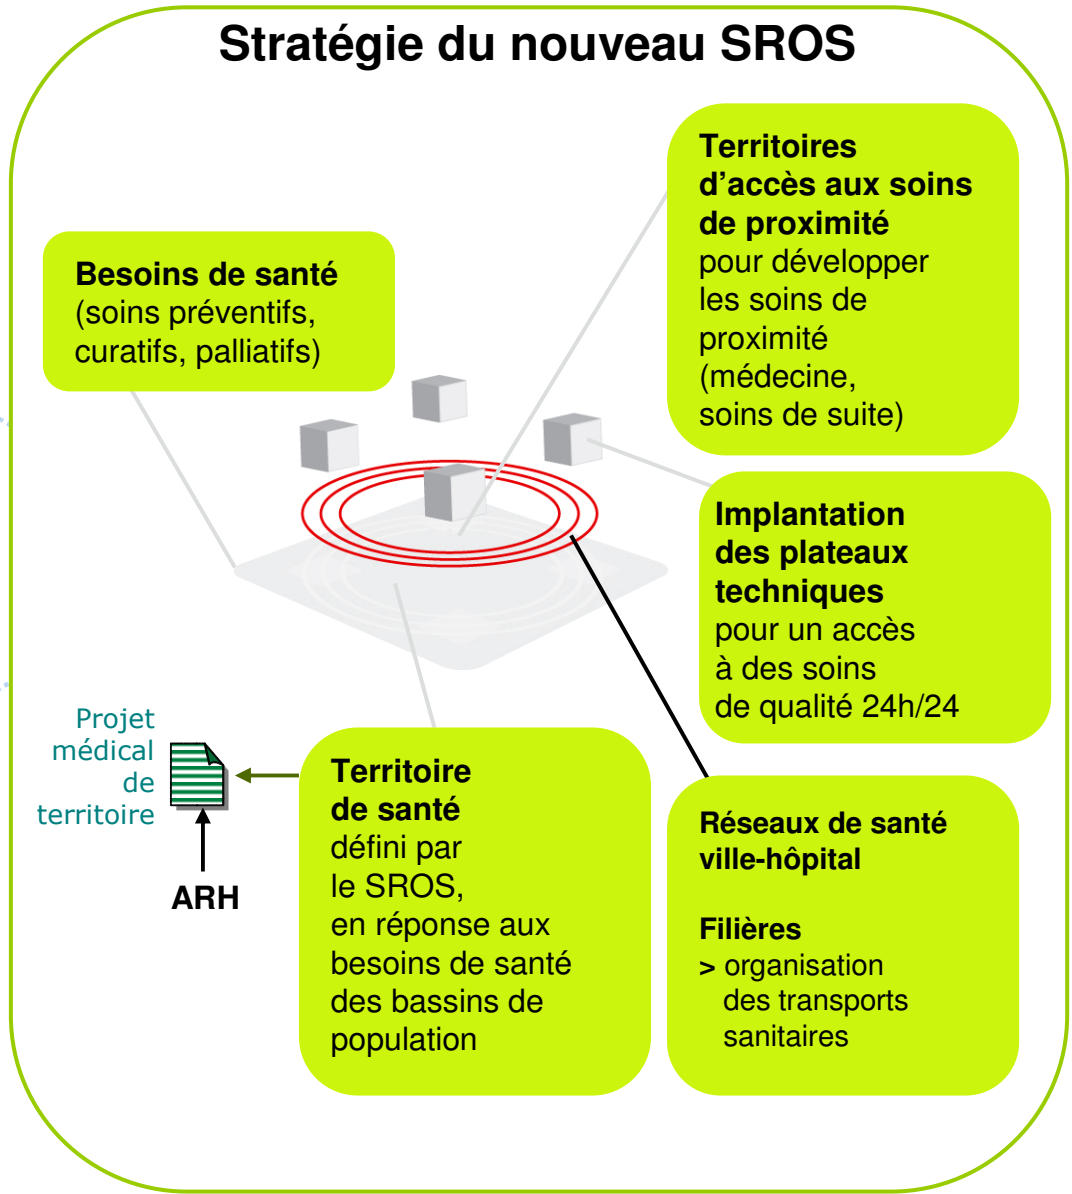 Stratégie du nouveau SROS
Territoires
d’accès aux soins
de proximité
pour développer
les soins de
proximité
(médecine,
soins de suite)
Besoins de santé
(soins préventifs,
curatifs, palliatifs)
Implantation
des plateaux
techniques
pour un accès
à des soins
de qualité 24h/24
Projet
médical
de
territoire
ARH
Territoire
de santé
défini par
le SROS,
en réponse aux
besoins de santé
des bassins de
population
Réseaux de santé
ville-hôpital
Filières
> organisation
des transports
sanitaires